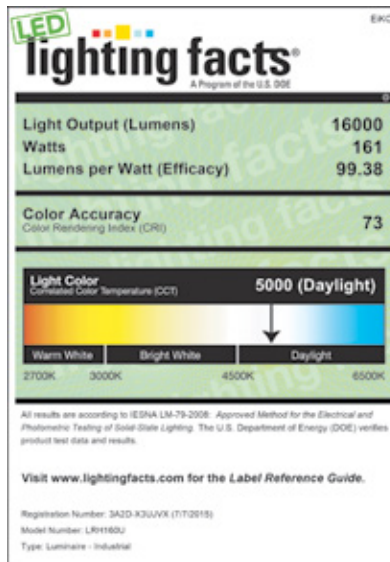 LED
EiKO
lighting facts®
A Program of the U.S. DOE
Light Output (Lumens) 16000
Watts 161
Lumens per Watt (Efficacy) 99.38
Color Accuracy
Color Rendering Index (CRI) 73
Light Color
Correlated Color Temperature (CCT)
5000 (Daylight)
Warm White Bright White Daylight
2700K 3000K 4500K 6500K
All results are according to IESNA LM-79-2008: Approved Method for the Electrical and
Photometric Testing of Solid-State Lighting. The U.S. Department of Energy (DOE) verifies
product test data and results.
Visit www.lightingfacts.com for the Label Reference Guide.
Registration Number: 3A2D-X3UJVX (7/7/2015)
Model Number: LRH160U
Type: Luminaire - Industrial